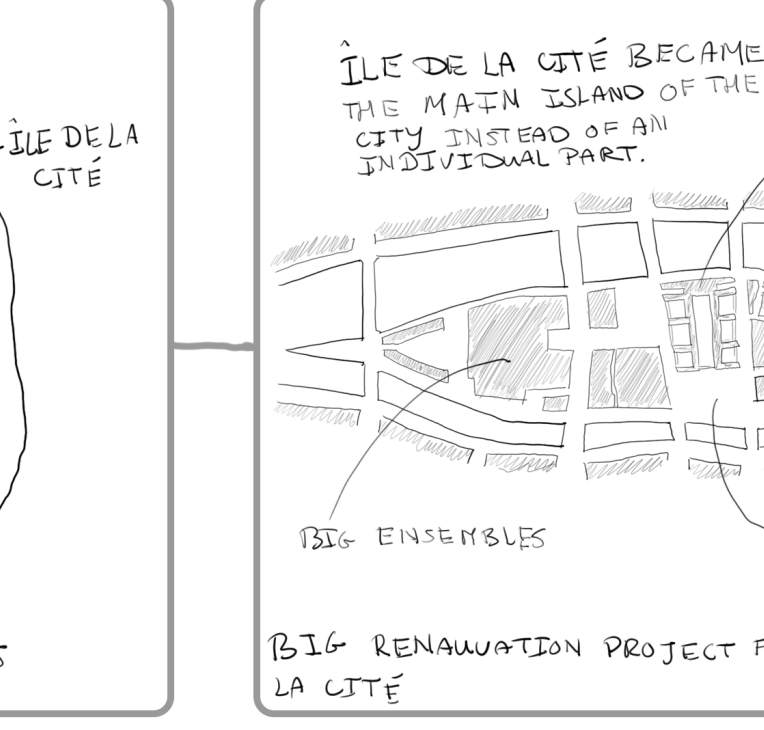 ÎLE DE LA
CITÉ
ÎLE DE LA CITÉ BECAME
THE MAIN ISLAND OF THE
CITY INSTEAD OF AN
INDIVIDUAL PART.
BIG ENSEMBLES
BIG RENAUVATION PROJECT F
LA CITÉ